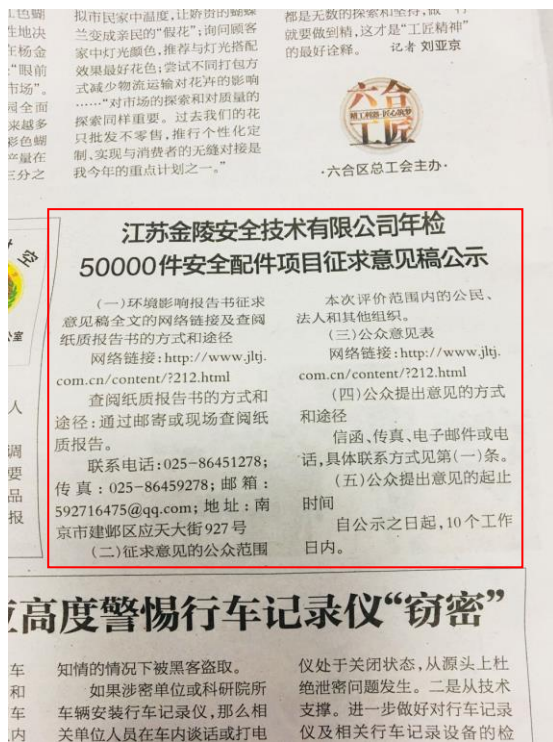 拟市民家中温度，让娇贵的蝴蝶
兰变成亲民的“假花”；询问顾客
家中灯光颜色，推荐与灯光搭配
效果最好花色；尝试不同打包方
式减少物流运输对花卉的影响
……“对市场的探索和对质量的
探索同样重要。过去我们的花
只批发不零售，推行个性化定
制、实现与消费者的无缝对接是
我今年的重点计划之一。”
都是无数的探索和坚持，做一行
就要做到精，这才是“工匠精神”
的最好诠释。 记者 刘亚京
六合
工匠
·六合区总工会主办·
江苏金陵安全技术有限公司年检
50000件安全配件项目征求意见稿公示
（一）环境影响报告书征求
意见稿全文的网络链接及查阅
纸质报告书的方式和途径
网络链接：http://www.jltj.
com.cn/content/?212.html
查阅纸质报告书的方式和
途径：通过邮寄或现场查阅纸
质报告。
联系电话：025-86451278；
传真：025-86459278；邮箱：
592716475@qq.com；地址：南
京市建邺区应天大街927号
（二）征求意见的公众范围
本次评价范围内的公民、
法人和其他组织。
（三）公众意见表
网络链接：http://www.jltj.
com.cn/content/?212.html
（四）公众提出意见的方式
和途径
信函、传真、电子邮件或电
话，具体联系方式见第（一）条。
（五）公众提出意见的起止
时间
自公示之日起，10个工作
日内。
高度警惕行车记录仪“窃密”
知情的情况下被黑客盗取。
如果涉密单位或科研院所
车辆安装行车记录仪，那么相
关单位人员在车内谈话或打电
仪处于关闭状态，从源头上杜
绝泄密问题发生。二是从技术
支撑。进一步做好对行车记录
仪及相关行车记录设备的检